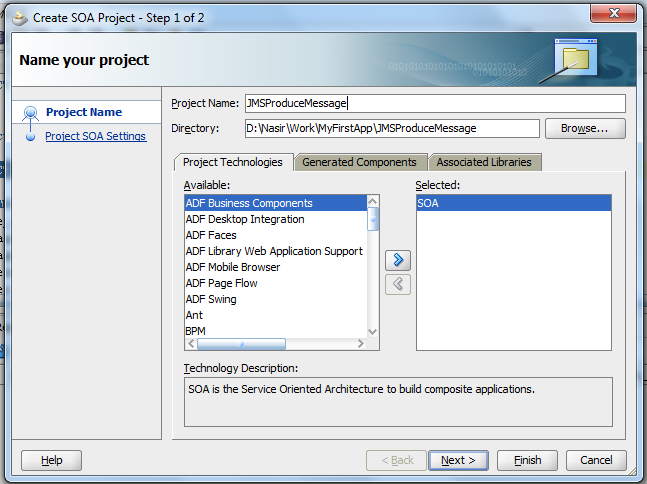 Create SOA Project - Step 1 of 2
Name your project
Project Name
Project SOA Settings
Project Name: JMSProduceMessage
Directory: D:\Nasir\Work\MyFirstApp\JMSProduceMessage Browse...
Project Technologies Generated Components Associated Libraries
Available:
ADF Business Components
ADF Desktop Integration
ADF Faces
ADF Library Web Application Support
ADF Mobile Browser
ADF Page Flow
ADF Swing
Ant
BPM
Selected:
SOA
Technology Description:
SOA is the Service Oriented Architecture to build composite applications.
Help < Back Next > Finish Cancel